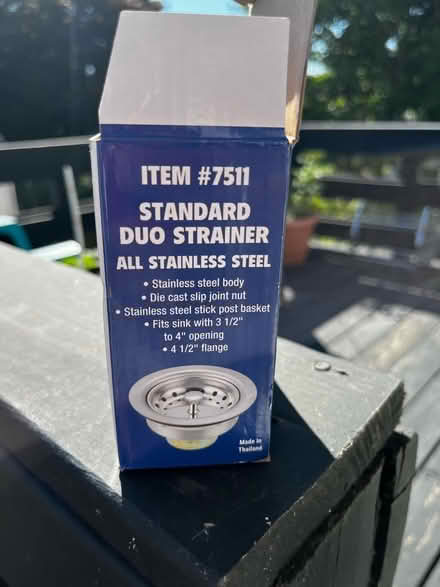 ITEM #7511
STANDARD
DUO STRAINER
ALL STAINLESS STEEL
• Stainless steel body
• Die cast slip joint nut
• Stainless steel stick post basket
• Fits sink with 3 1/2"
to 4" opening
• 4 1/2" flange
Made in
Thailand